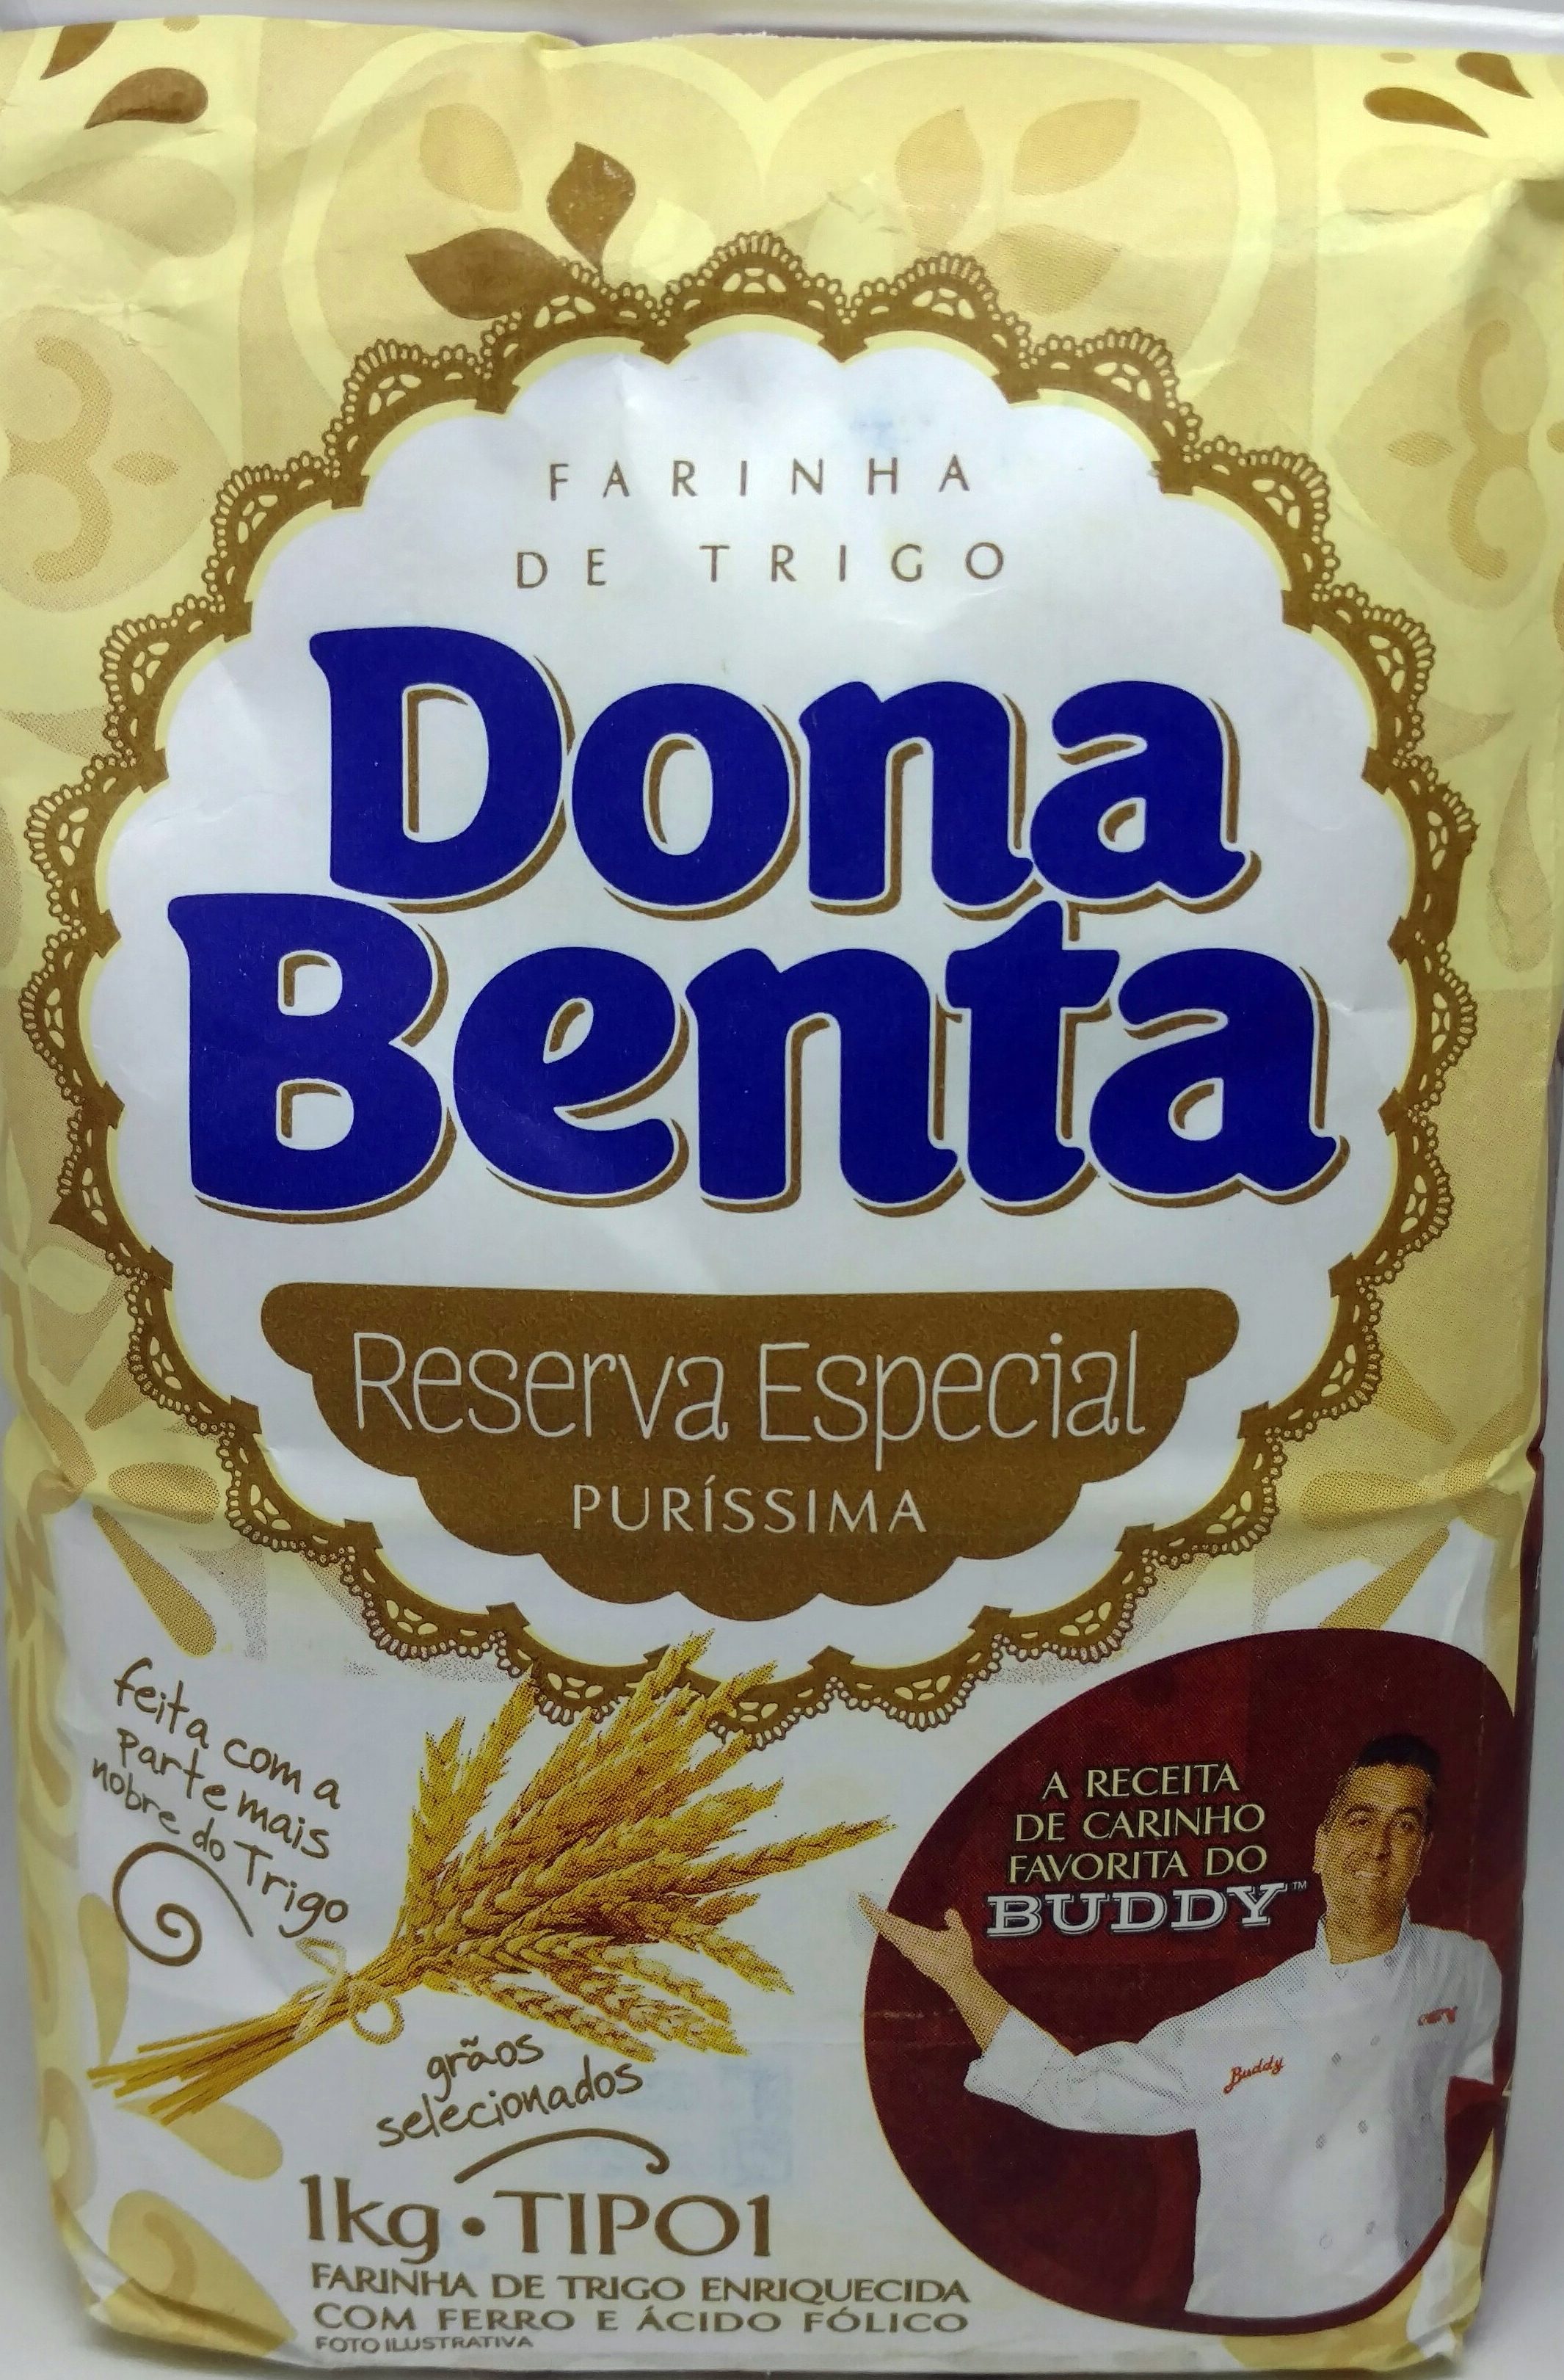 FARINHA
DE TRIGO
Dona
Benta
Reserva Especial
PURÍSSIMA
feita com a
parte mais
nobre do Trigo
grãos
selecionados
1kg • TIPO1
FARINHA DE TRIGO ENRIQUECIDA
COM FERRO E ÁCIDO FÓLICO
FOTO ILUSTRATIVA
A RECEITA
DE CARINHO
FAVORITA DO
BUDDY™
Buddy